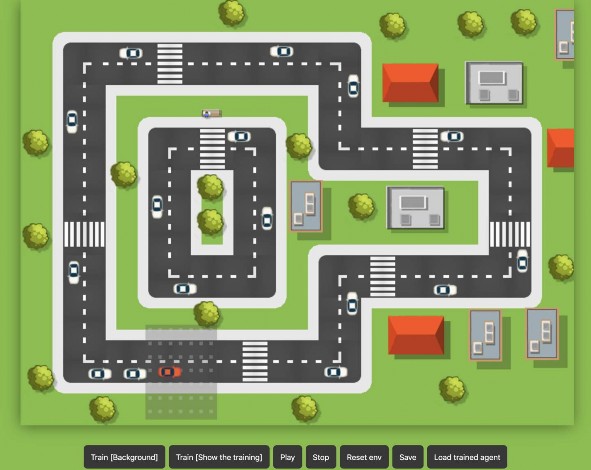 Train [Background]
Train [Show the training]
Play
Stop
Reset env
Save
Load trained agent